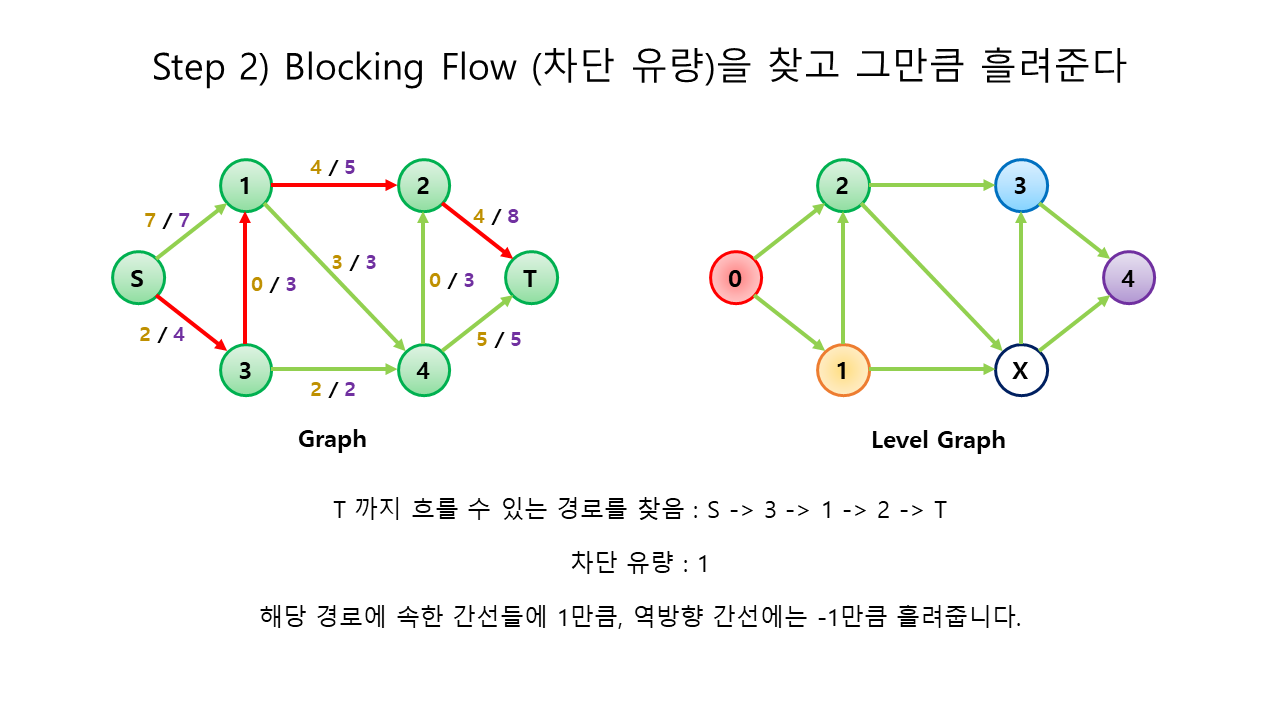 Step 2) Blocking Flow (차단 유량)을 찾고 그만큼 흘려준다
4 / 5
1
2
7 / 7
4 / 8
3 / 3
S
0 / 3
0 / 3
T
2 / 4
5 / 5
3
4
2 / 2
Graph
2
3
0
4
1
X
Level Graph
T 까지 흐를 수 있는 경로를 찾음 : S -> 3 -> 1 -> 2 -> T
차단 유량 : 1
해당 경로에 속한 간선들에 1만큼, 역방향 간선에는 -1만큼 흘려줍니다.